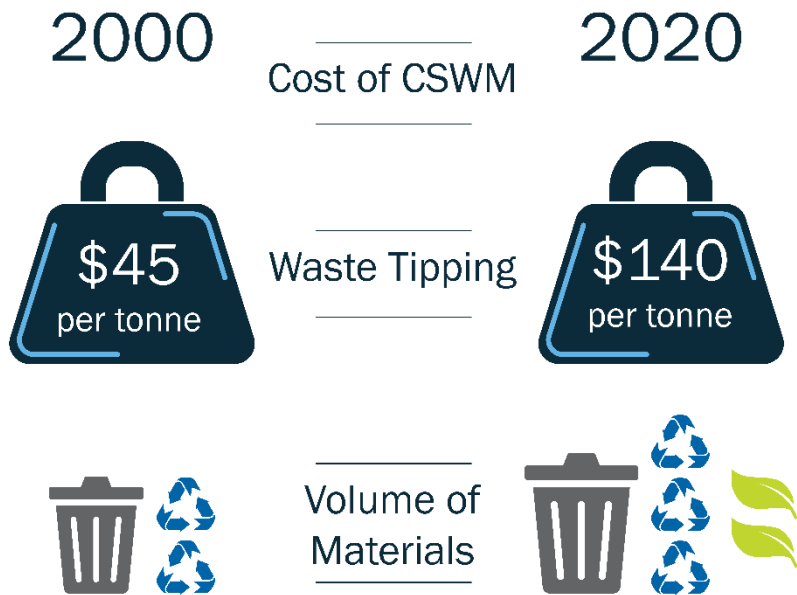 2000
Cost of CSWM
2020
$45
per tonne
Waste Tipping
$140
per tonne
Volume of
Materials